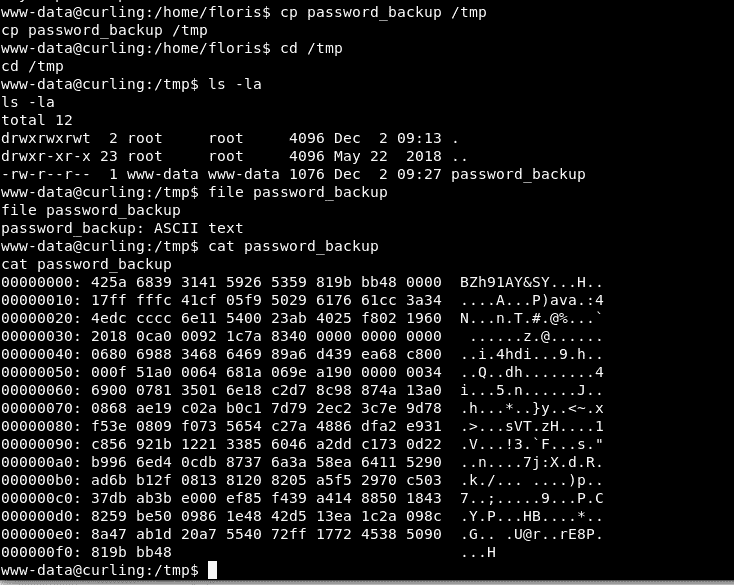 www-data@curling:/home/floris$ cp password_backup /tmp
cp password_backup /tmp
www-data@curling:/home/floris$ cd /tmp
cd /tmp
www-data@curling:/tmp$ ls -la
ls -la
total 12
drwxrwxrwt  2 root     root     4096 Dec  2 09:13 .
drwxr-xr-x 23 root     root     4096 May 22  2018 ..
-rw-r--r--  1 www-data www-data 1076 Dec  2 09:27 password_backup
www-data@curling:/tmp$ file password_backup
file password_backup
password_backup: ASCII text
www-data@curling:/tmp$ cat password_backup
cat password_backup
00000000: 425a 6839 3141 5926 5359 819b bb48 0000  BZh91AY&SY...H..
00000010: 17ff fffc 41cf 05f9 5029 6176 61cc 3a34  ....A...P)ava.:4
00000020: 4edc cccc 6e11 5400 23ab 4025 f802 1960  N...n.T.#.@%...`
00000030: 2018 0ca0 0092 1c7a 8340 0000 0000 0000   ......z.@......
00000040: 0680 6988 3468 6469 89a6 d439 ea68 c800  ..i.4hdi...9.h..
00000050: 000f 51a0 0064 681a 069e a190 0000 0034  ..Q..dh........4
00000060: 6900 0781 3501 6e18 c2d7 8c98 874a 13a0  i...5.n......J..
00000070: 0868 ae19 c02a b0c1 7d79 2ec2 3c7e 9d78  .h...*..}y..<~.x
00000080: f53e 0809 f073 5654 c27a 4886 dfa2 e931  .>...sVT.zH....1
00000090: c856 921b 1221 3385 6046 a2dd c173 0d22  .V...!3.`F...s."
000000a0: b996 6ed4 0cdb 8737 6a3a 58ea 6411 5290  ..n....7j:X.d.R.
000000b0: ad6b b12f 0813 8120 8205 a5f5 2970 c503  .k./... ....)p..
000000c0: 37db ab3b e000 ef85 f439 a414 8850 1843  7..;.....9...P.C
000000d0: 8259 be50 0986 1e48 42d5 13ea 1c2a 098c  .Y.P...HB....*..
000000e0: 8a47 ab1d 20a7 5540 72ff 1772 4538 5090  .G.. .U@r..rE8P.
000000f0: 819b bb48                                ...H
www-data@curling:/tmp$